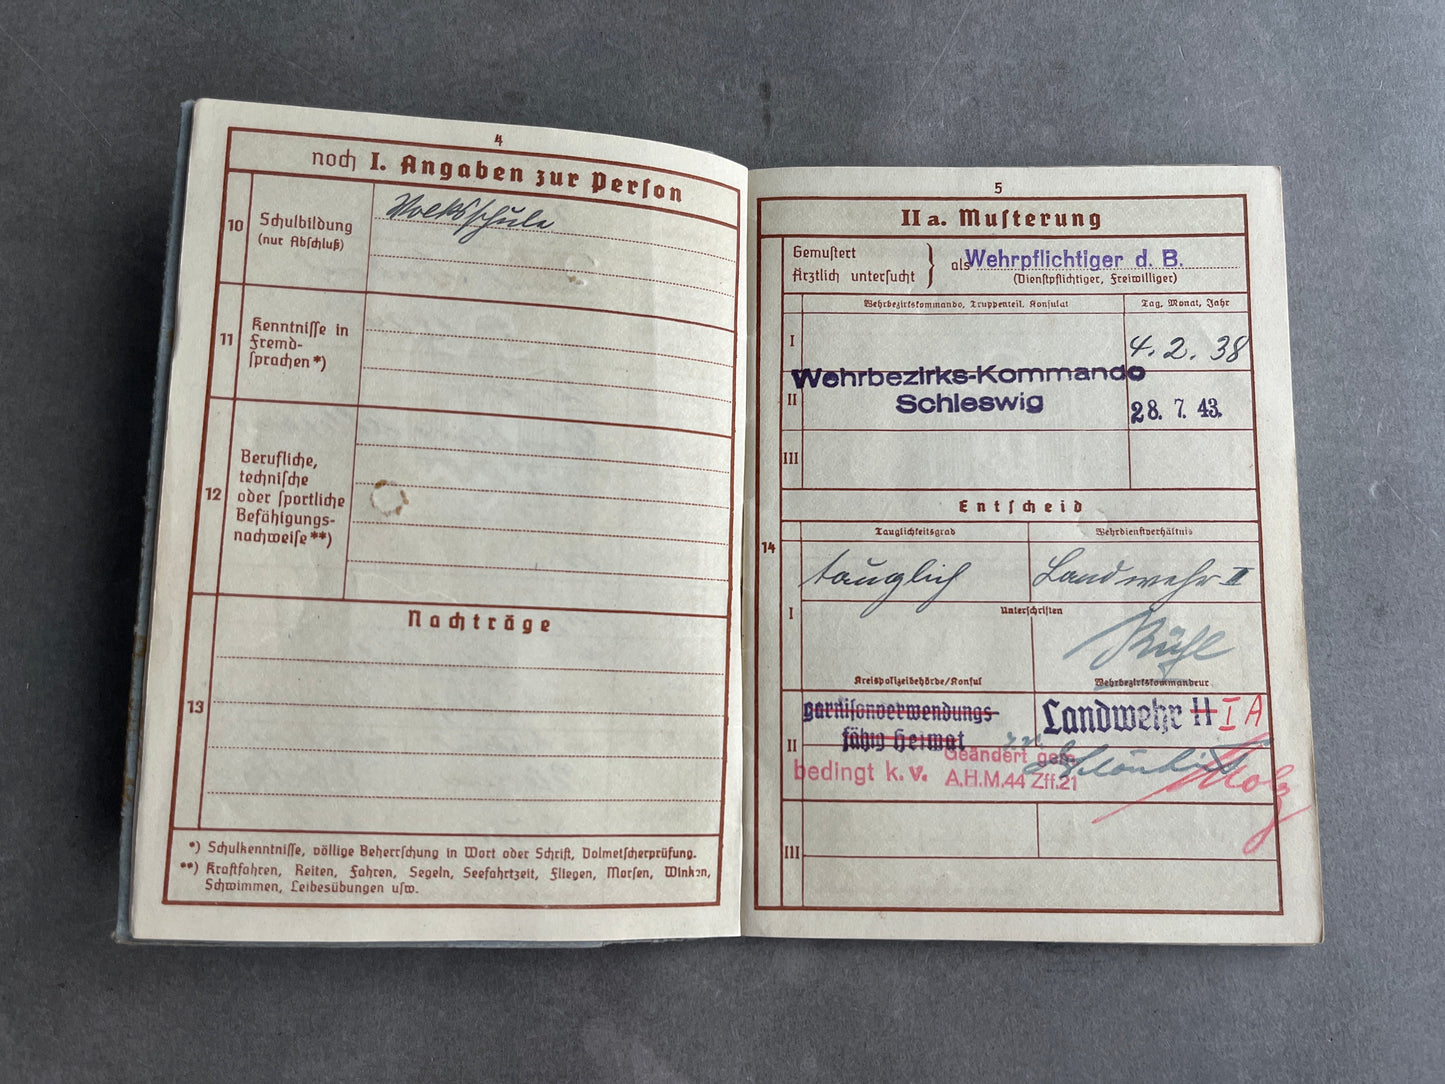 4
noch I. Angaben zur Person
10
Schulbildung
(nur Abschluß)
Volksschule
11
Kenntnisse in
Fremd-
sprachen*)
12
Berufliche,
technische
oder sportliche
Befähigungs-
nachweise**)
Nachträge
13
*) Schulkenntnisse, völlige Beherrschung in Wort oder Schrift, Dolmetscherprüfung.
**) Kraftfahren, Reiten, Fahren, Segeln, Seefahrtzeit, Fliegen, Morsen, Winken,
Schwimmen, Leibesübungen usw.
5
IIa. Musterung
Gemustert
Ärztlich untersucht
als Wehrpflichtiger d. B.
(Dienstpflichtiger, Freiwilliger)
Wehrbezirkskommando, Truppenteil, Konsulat
Tag, Monat, Jahr
I
4. 2. 38
Wehrbezirks-Kommando
II
Schleswig
28. 7. 43.
III
Entscheid
14
Tauglichkeitsgrad
Wehrdienstverhältnis
tauglich
Landwehr II
I
Unterschriften
Rühl
Kreispolizeibehörde/Konsul
Wehrbezirkskommandeur
garnisonverwendungs-
fähig Heimat
Landwehr II I A
II
bedingt k. v.
Geändert gem.
A.H.M.44 Zff.21
III